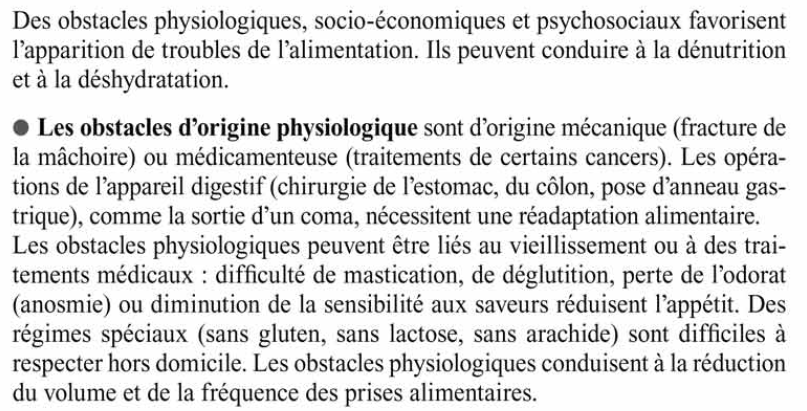 Des obstacles physiologiques, socio-économiques et psychosociaux favorisent
l’apparition de troubles de l’alimentation. Ils peuvent conduire à la dénutrition
et à la déshydratation.
● Les obstacles d’origine physiologique sont d’origine mécanique (fracture de
la mâchoire) ou médicamenteuse (traitements de certains cancers). Les opéra-
tions de l’appareil digestif (chirurgie de l’estomac, du côlon, pose d’anneau gas-
trique), comme la sortie d’un coma, nécessitent une réadaptation alimentaire.
Les obstacles physiologiques peuvent être liés au vieillissement ou à des trai-
tements médicaux : difficulté de mastication, de déglutition, perte de l’odorat
(anosmie) ou diminution de la sensibilité aux saveurs réduisent l’appétit. Des
régimes spéciaux (sans gluten, sans lactose, sans arachide) sont difficiles à
respecter hors domicile. Les obstacles physiologiques conduisent à la réduction
du volume et de la fréquence des prises alimentaires.